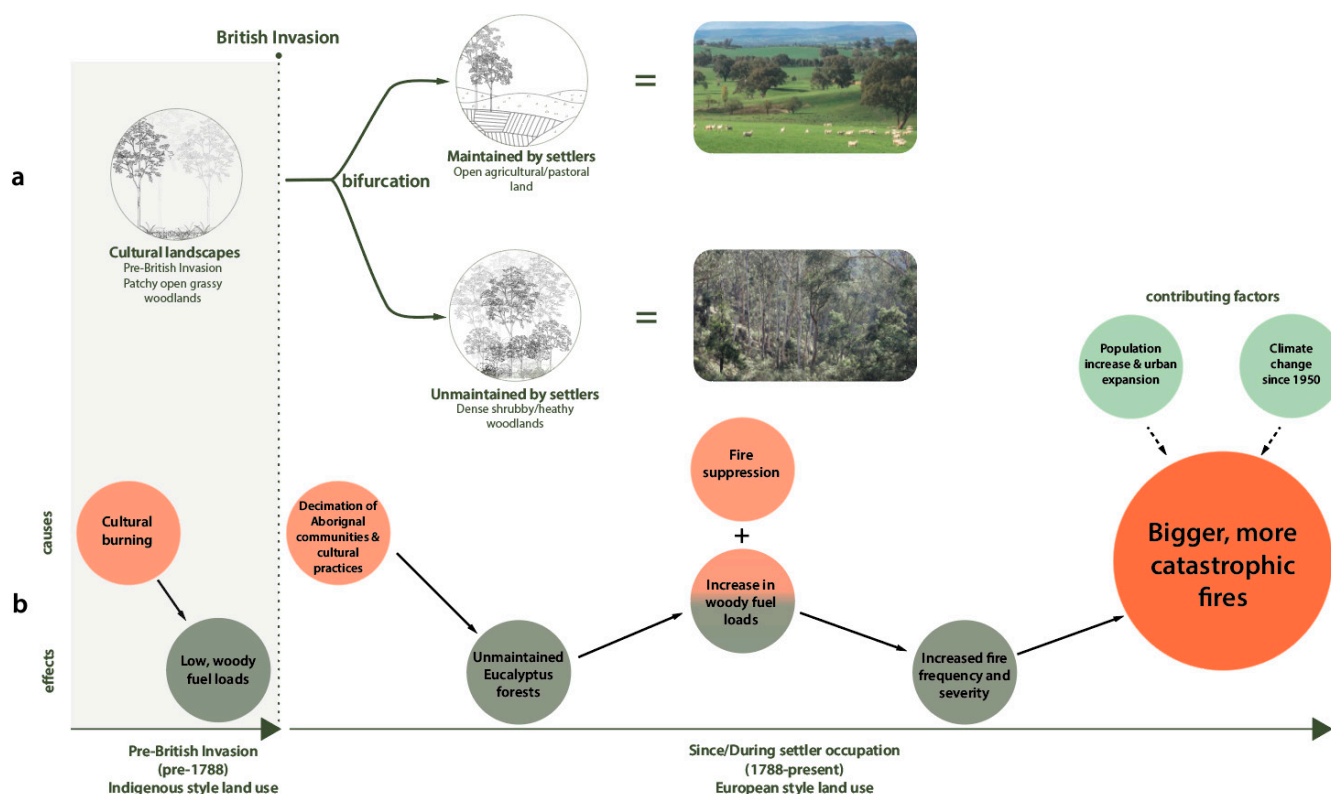 British Invasion
a
Cultural landscapes
Pre-British Invasion
Patchy open grassy
woodlands
bifurcation
=
Maintained by settlers
Open agricultural/pastoral
land
=
Unmaintained by settlers
Dense shrubby/heathy
woodlands
contributing factors
Population
increase & urban
expansion
Climate
change
since 1950
b
causes
effects
Cultural
burning
Low, woody
fuel loads
Decimation of
Aborignal
communities &
cultural
practices
Unmaintained
Eucalyptus
forests
Fire
suppression
+
Increase in
woody fuel
loads
Increased fire
frequency and
severity
Bigger, more
catastrophic
fires
Pre-British Invasion
(pre-1788)
Indigenous style land use
Since/During settler occupation
(1788-present)
European style land use